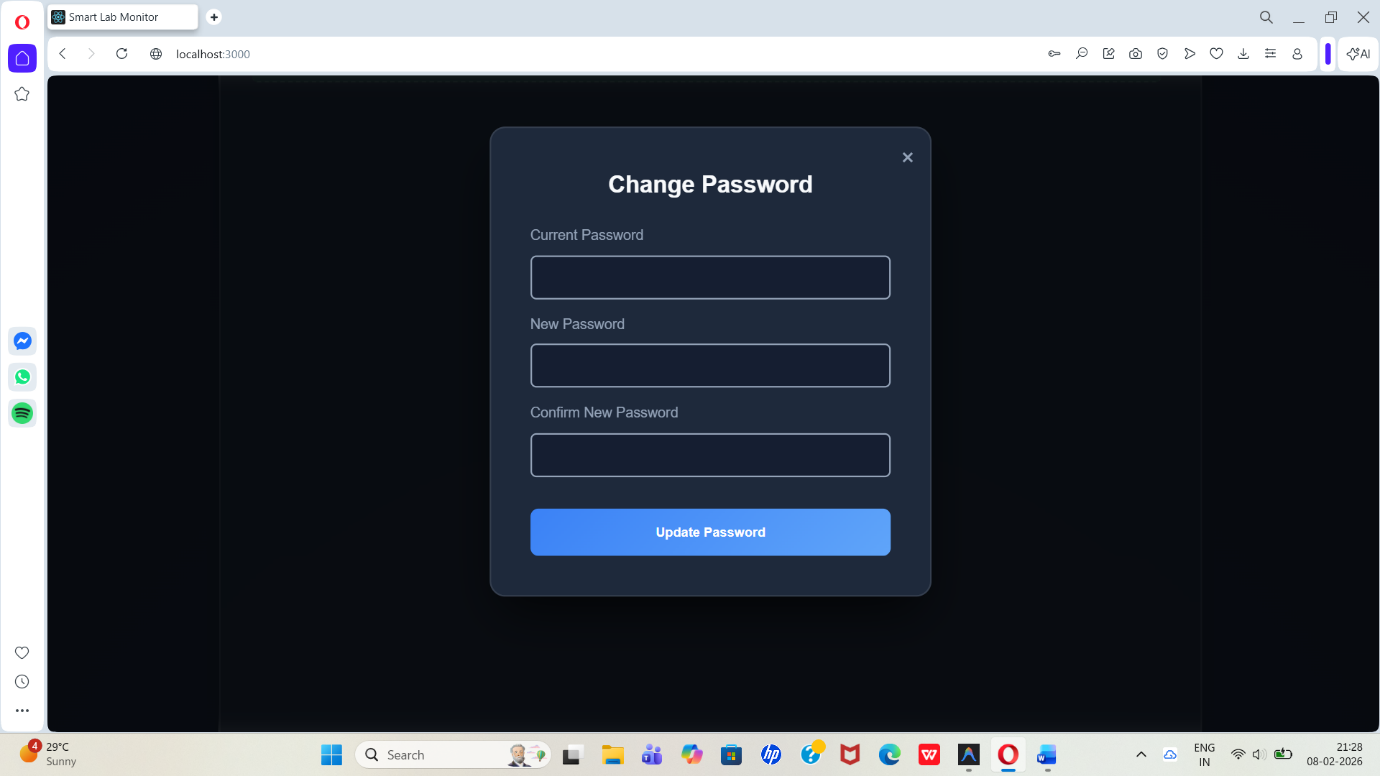 Smart Lab Monitor
localhost:3000
AI
×
Change Password
Current Password
New Password
Confirm New Password
Update Password
4
29°C
Sunny
Search
ENG
IN
21:28
08-02-2026